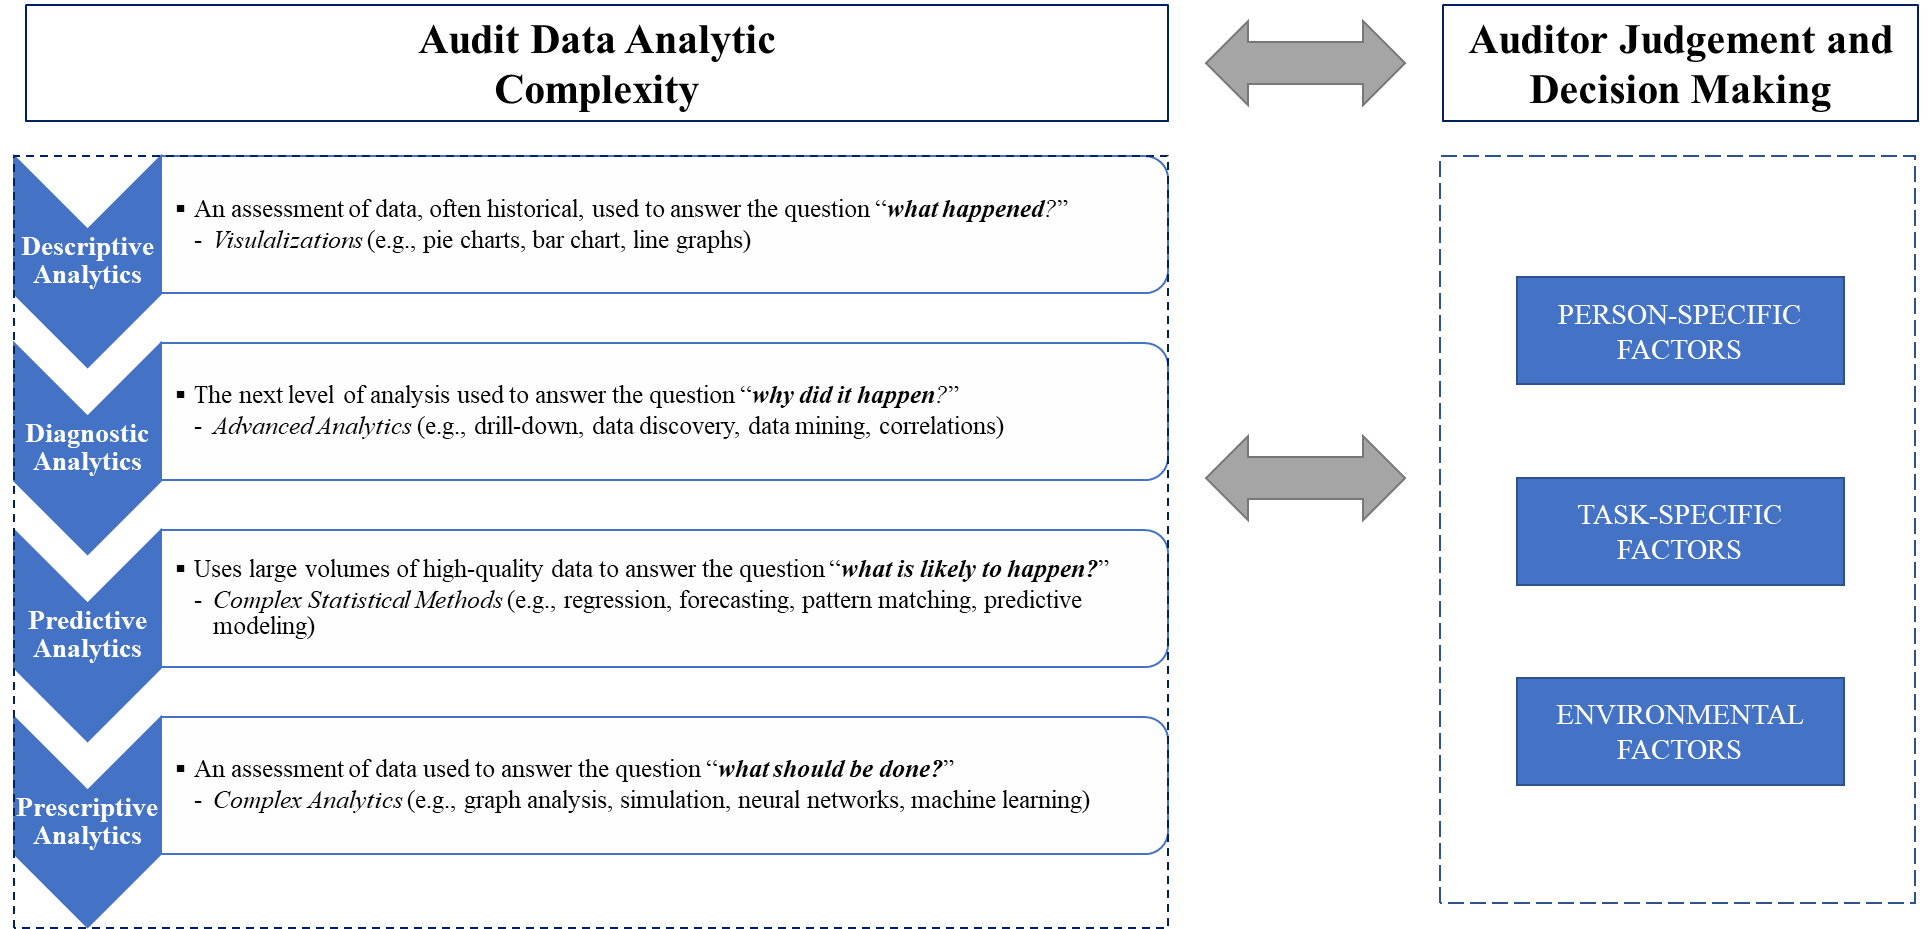 Audit Data Analytic
Complexity
Auditor Judgement and
Decision Making
Descriptive
Analytics
▪ An assessment of data, often historical, used to answer the question “what happened?”
- Visulalizations (e.g., pie charts, bar chart, line graphs)
Diagnostic
Analytics
▪ The next level of analysis used to answer the question “why did it happen?”
- Advanced Analytics (e.g., drill-down, data discovery, data mining, correlations)
Predictive
Analytics
▪ Uses large volumes of high-quality data to answer the question “what is likely to happen?”
- Complex Statistical Methods (e.g., regression, forecasting, pattern matching, predictive
modeling)
Prescriptive
Analytics
▪ An assessment of data used to answer the question “what should be done?”
- Complex Analytics (e.g., graph analysis, simulation, neural networks, machine learning)
PERSON-SPECIFIC
FACTORS
TASK-SPECIFIC
FACTORS
ENVIRONMENTAL
FACTORS